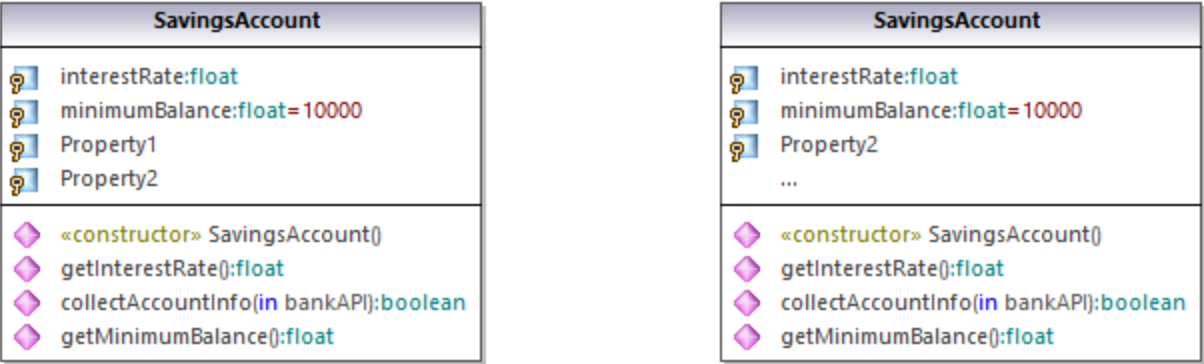 SavingsAccount
interestRate:float
minimumBalance:float=10000
Property1
Property2
«constructor» SavingsAccount()
getInterestRate():float
collectAccountInfo(in bankAPI):boolean
getMinimumBalance():float
SavingsAccount
interestRate:float
minimumBalance:float=10000
Property2
...
«constructor» SavingsAccount()
getInterestRate():float
collectAccountInfo(in bankAPI):boolean
getMinimumBalance():float